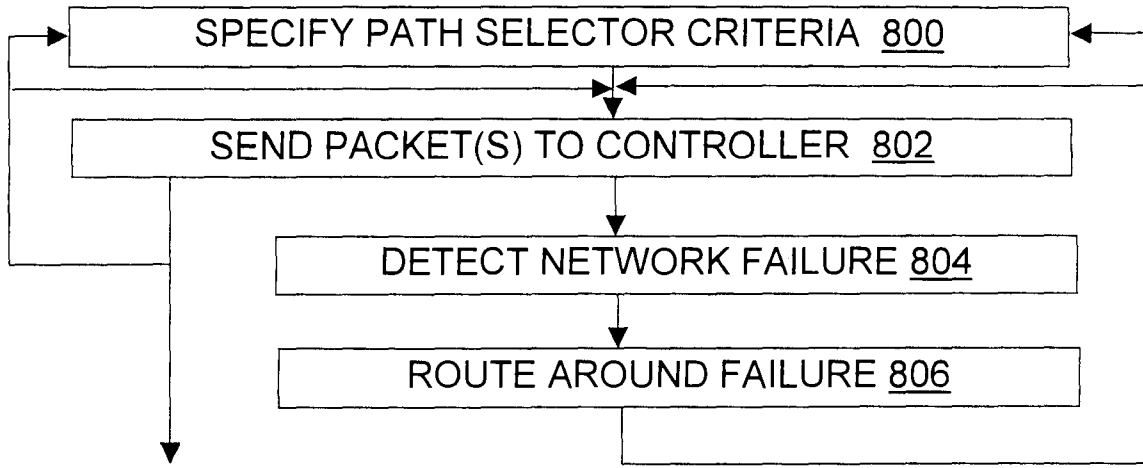 SPECIFY PATH SELECTOR CRITERIA 800
SEND PACKET(S) TO CONTROLLER 802
DETECT NETWORK FAILURE 804
ROUTE AROUND FAILURE 806